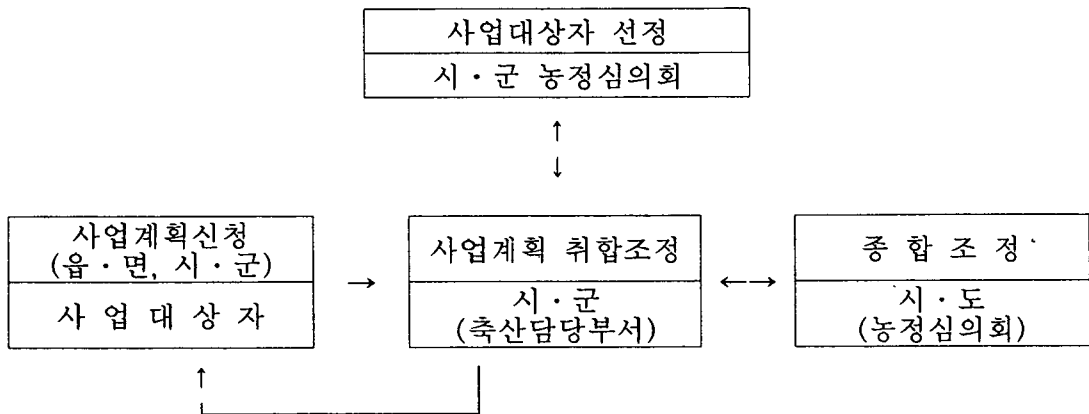 사업대상자 선정
시·군 농정심의회
↑
↓
사업계획신청
(읍·면, 시·군)
사 업 대 상 자
→
사업계획 취합조정
시·군
(축산담당부서)
←→
종 합 조 정
시·도
(농정심의회)
↑